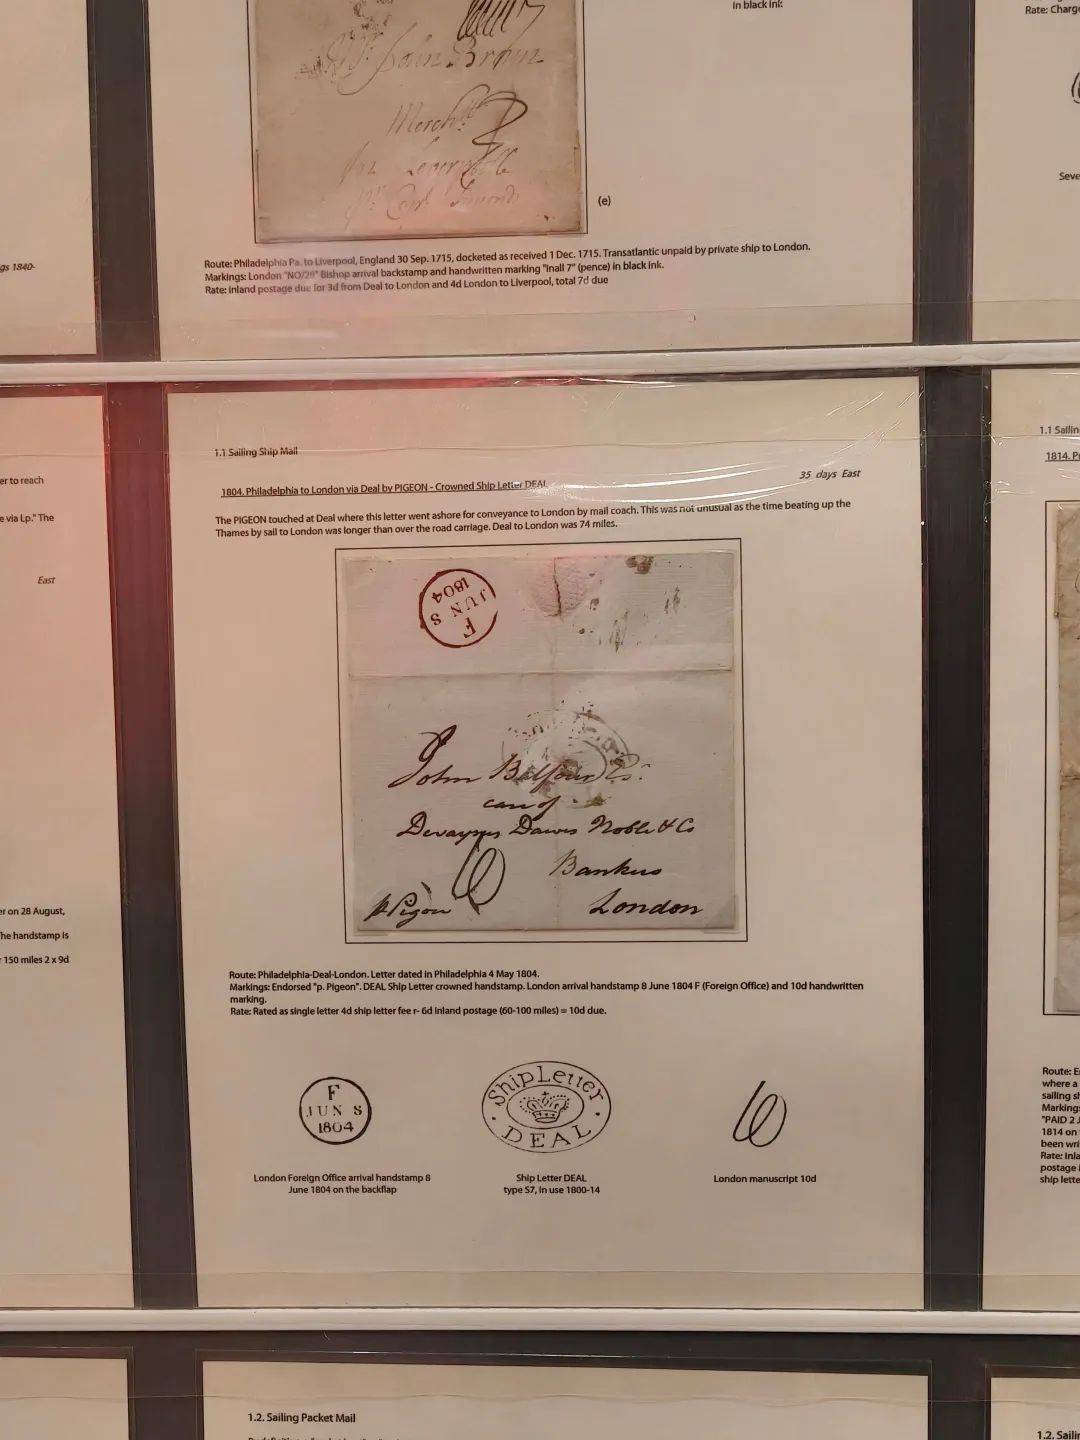 in black ink.
Rate: Charge
Mr. John Brown
Merch
Leverpoole
(e)
Seve
Route: Philadelphia Pa. to Liverpool, England 30 Sep. 1715, docketed as received 1 Dec. 1715. Transatlantic unpaid by private ship to London.
Markings: London "NO/29" Bishop arrival backstamp and handwritten marking "Inall 7" (pence) in black ink.
Rate: Inland postage due for 3d from Deal to London and 4d London to Liverpool, total 7d due
gs 1840-
er to reach
e via Lp." The
East
er on 28 August,
The handstamp is
150 miles 2 x 9d
1.1 Sailing Ship Mail
35 days East
1804. Philadelphia to London via Deal by PIGEON - Crowned Ship Letter DEAL
The PIGEON touched at Deal where this letter went ashore for conveyance to London by mail coach. This was not unusual as the time beating up the
Thames by sail to London was longer than over the road carriage. Deal to London was 74 miles.
F
JUN 8
1804
John Balfour Esr.
care of
Devaynes Dawes Noble & Co
Bankers
London
p Pigeon
10
Route: Philadelphia-Deal-London. Letter dated in Philadelphia 4 May 1804.
Markings: Endorsed "p. Pigeon". DEAL Ship Letter crowned handstamp. London arrival handstamp 8 June 1804 F (Foreign Office) and 10d handwritten
marking.
Rate: Rated as single letter 4d ship letter fee r- 6d inland postage (60-100 miles) = 10d due.
F
JUN 8
1804
Ship Letter
DEAL
10
London Foreign Office arrival handstamp 8
June 1804 on the backflap
Ship Letter DEAL
type S7, in use 1800-14
London manuscript 10d
1.1 Sailin
1814. P
Route: E
where a
sailing sh
Marking
"PAID 2 J
1814 on
been wri
Rate: Inla
postage
ship lette
1.2. Sailing Packet Mail
1.2. Saili